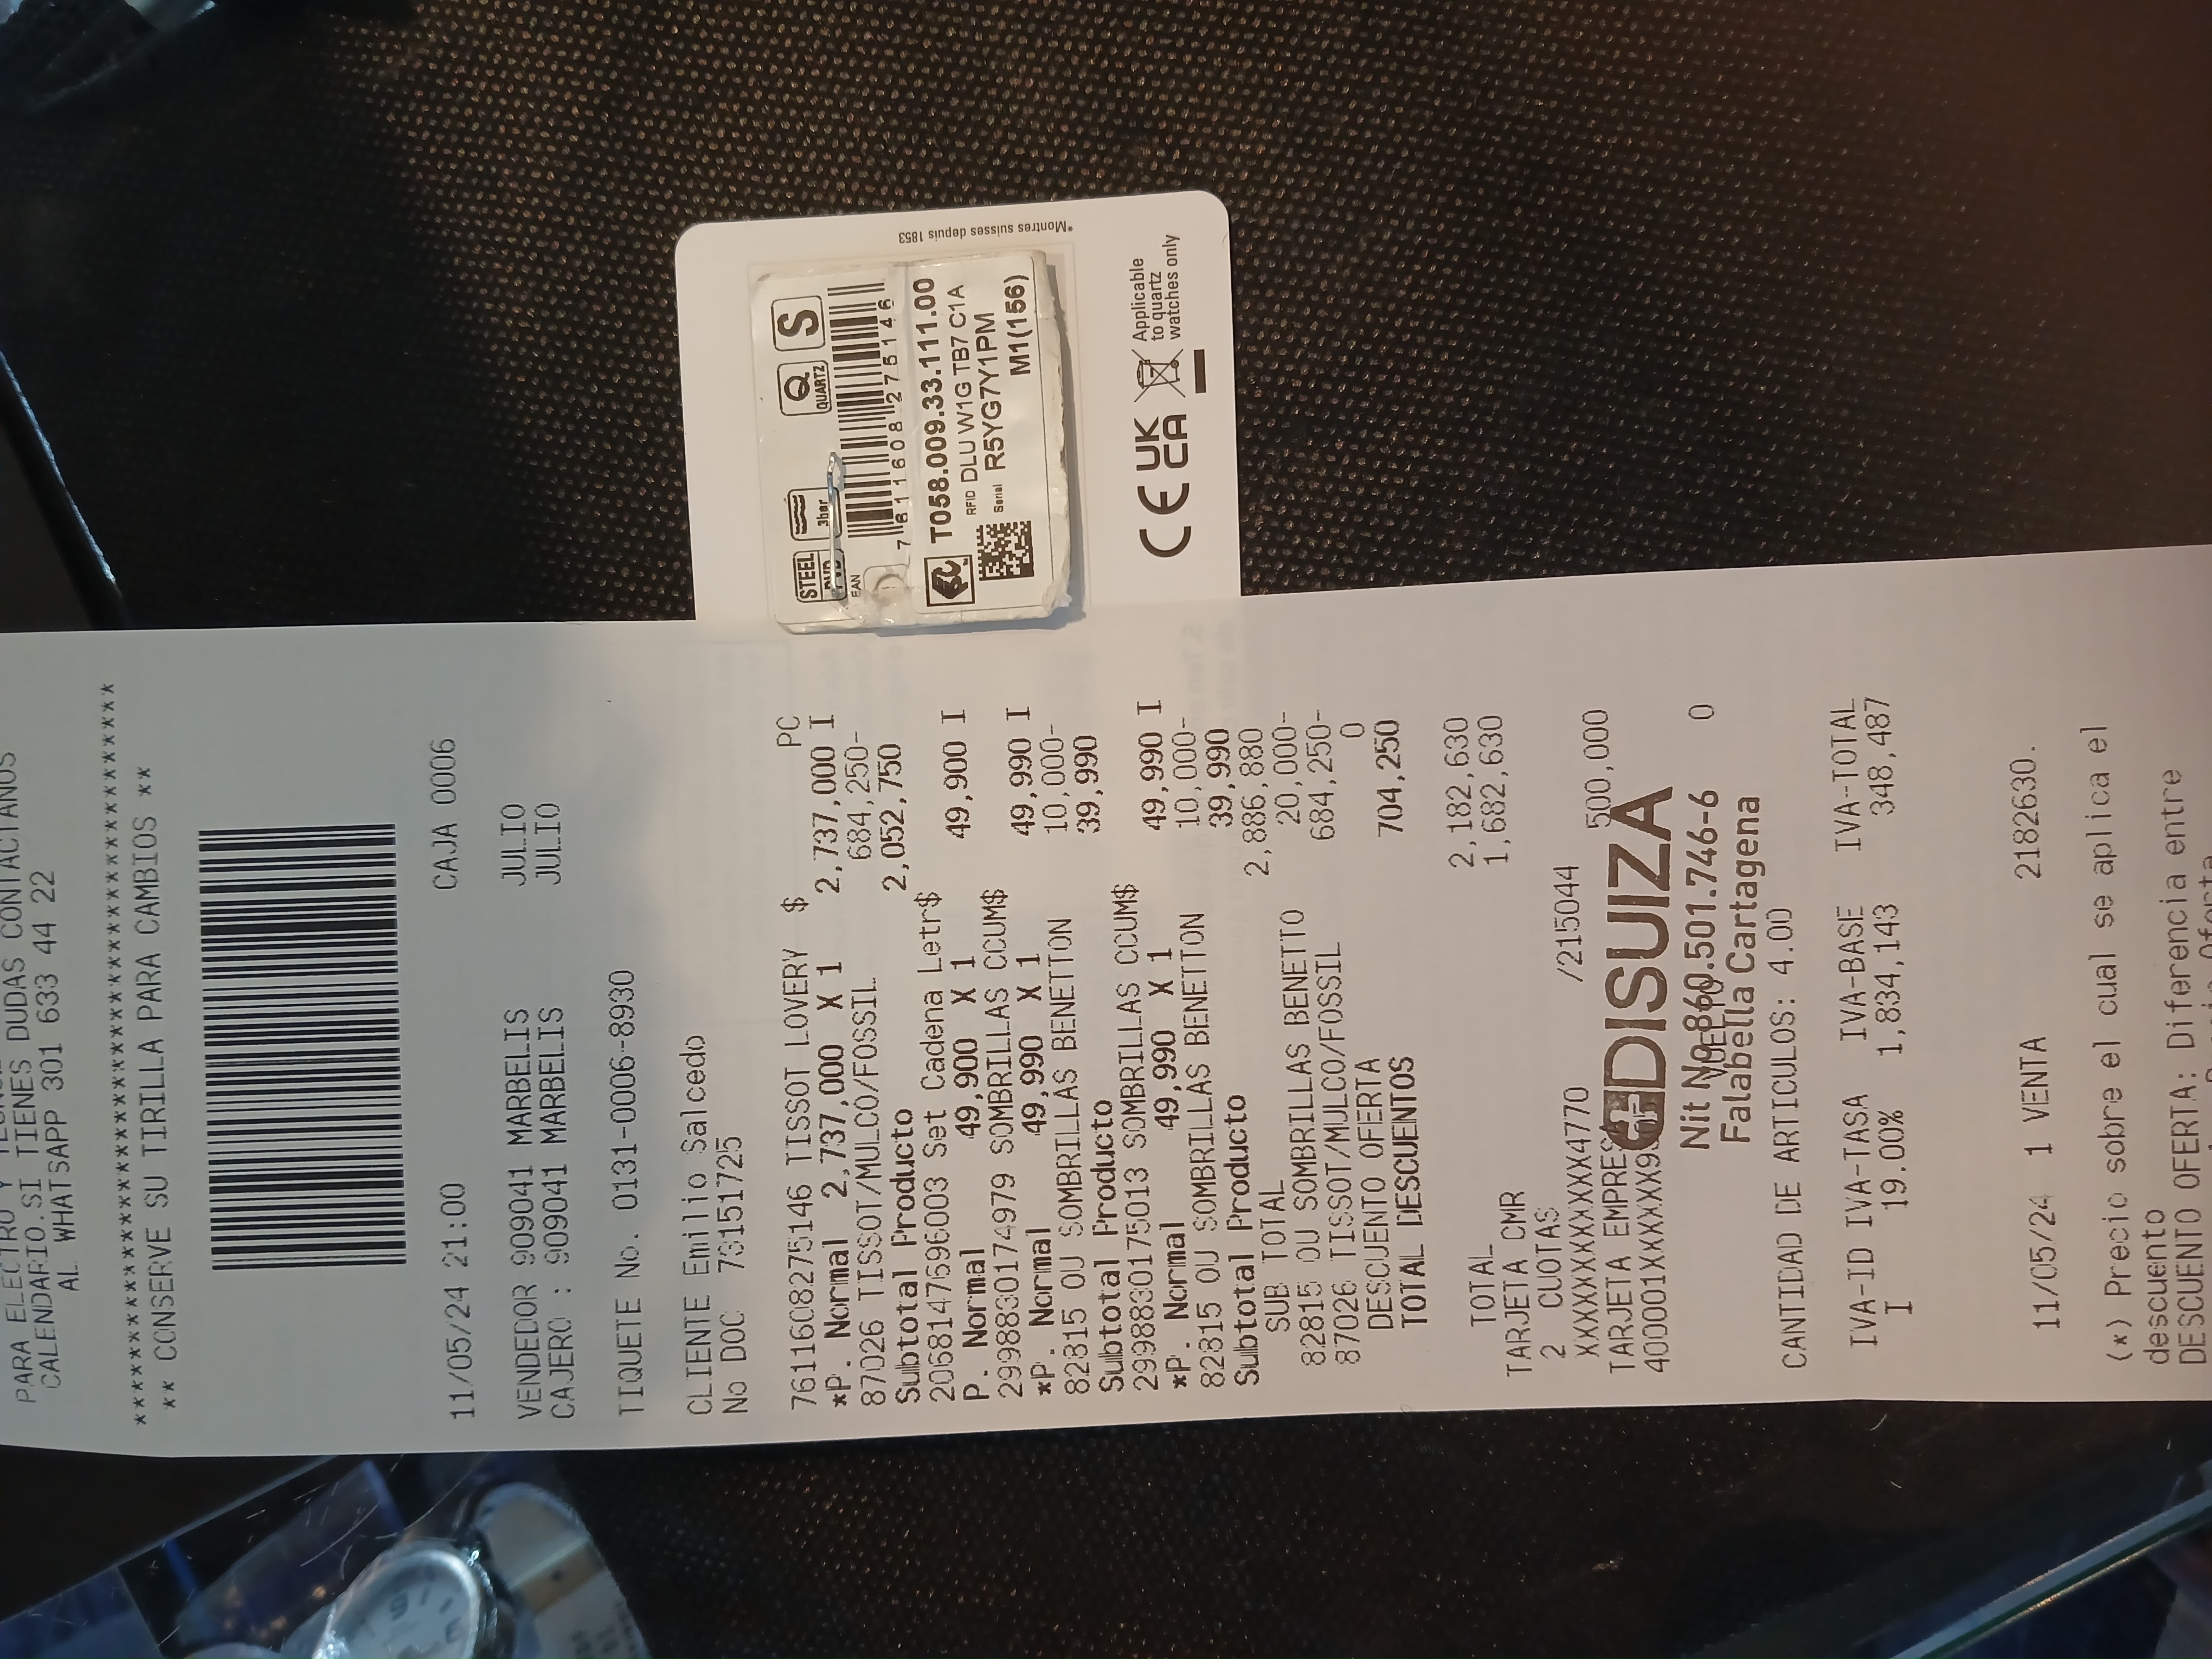 CALENDARIO.SI TIENES DUDAS CONTACTANOS
AL WHATSAPP 301 633 44 22
** CONSERVE SU TIRILLA PARA CAMBIOS **
11/05/24 21:00 CAJA 0006
VENDEDOR 909041 MARBELIS JULIO
CAJERO : 909041 MARBELIS JULIO
TIQUETE No. 0131-0006-8930
CLIENTE Emilio Salcedo
No DOC 73151725
PC
7611608275146 TISSOT LOVERY $
*P. Normal 2,737,000 X 1 2,737,000 I
87026 TISSOT/MULCO/FOSSIL 684,250-
Subtotal Producto 2,052,750
2068147596003 Set Cadena Letr$
P. Normal 49,900 X 1 49,900 I
2998830174979 SOMBRILLAS CCUM$
*P. Normal 49,990 X 1 49,990 I
82815 OU SOMBRILLAS BENETTON 10,000-
Subtotal Producto 39,990
2998830175013 SOMBRILLAS CCUM$
*P. Normal 49,990 X 1 49,990 I
82815 OU SOMBRILLAS BENETTON 10,000-
Subtotal Producto 39,990
SUB TOTAL 2,886,880
82815 OU SOMBRILLAS BENETTO 20,000-
87026 TISSOT/MULCO/FOSSIL 684,250-
DESCUENTO OFERTA 0
TOTAL DESCUENTOS 704,250
TOTAL 2,182,630
TARJETA CMR 1,682,630
2 CUOTAS
XXXXXXXXXXXX4770 /215044
TARJETA EMPRES 500,000
DISUIZA
Nit No.860.501.746-6
VUELTO 0
Falabella Cartagena
CANTIDAD DE ARTICULOS: 4.00
IVA-ID IVA-TASA IVA-BASE IVA-TOTAL
I 19.00% 1,834,143 348,487
11/05/24 1 VENTA 2182630.
(*) Precio sobre el cual se aplica el
descuento
DESCUENTO OFERTA: Diferencia entre
*Montres suisses depuis 1853
STEEL
PVD
3bar
Q
QUARTZ
S
EAN
7 611608 275146
T058.009.33.111.00
RFID DLU W1G TB7 C1A
Serial R5YG7Y1PM
M1(156)
CE UK CA
Applicable
to quartz
watches only